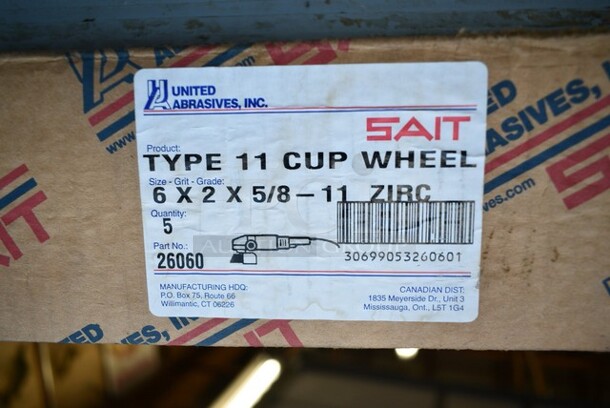 UNITED
ABRASIVES, INC.
SAIT
Product:
TYPE 11 CUP WHEEL
Size - Grit - Grade:
6 X 2 X 5/8 - 11 ZIRC
Quantity:
5
Part No.:
26060
30699053260601
MANUFACTURING HDQ:
P.O. Box 75, Route 66
Willimantic, CT 06226
CANADIAN DIST:
1835 Meyerside Dr., Unit 3
Mississauga, Ont., L5T 1G4